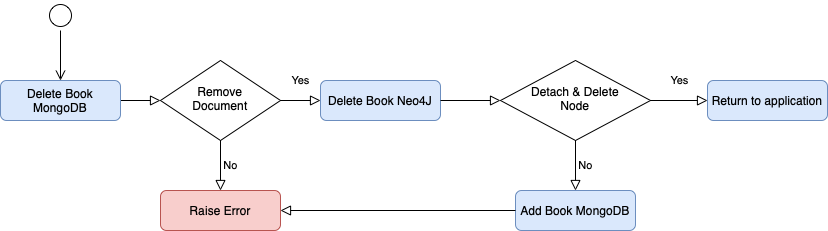 Delete Book
MongoDB
Remove
Document
Yes
Delete Book Neo4J
Detach & Delete
Node
Yes
Return to application
No
No
Raise Error
Add Book MongoDB